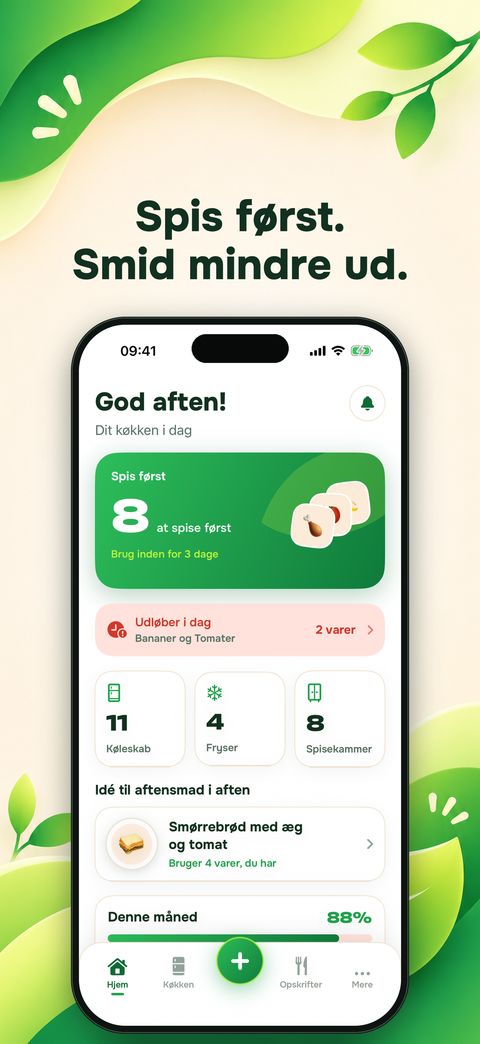 Spis først.
Smid mindre ud.
09:41
God aften!
Dit køkken i dag
Spis først
8 at spise først
Brug inden for 3 dage
Udløber i dag
Bananer og Tomater
2 varer
11
Køleskab
4
Fryser
8
Spisekammer
Idé til aftensmad i aften
Smørrebrød med æg
og tomat
Bruger 4 varer, du har
Denne måned
88%
Hjem
Køkken
Opskrifter
Mere